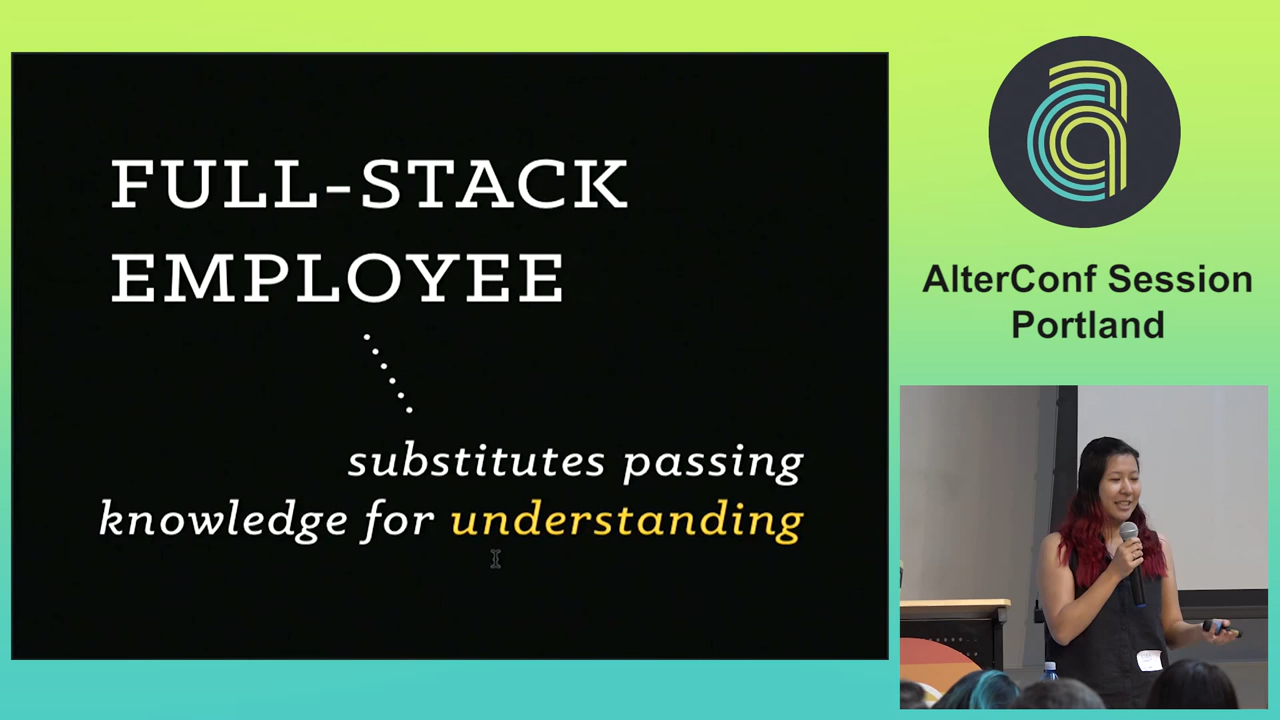 FULL-STACK
EMPLOYEE
substitutes passing
knowledge for understanding
AlterConf Session
Portland